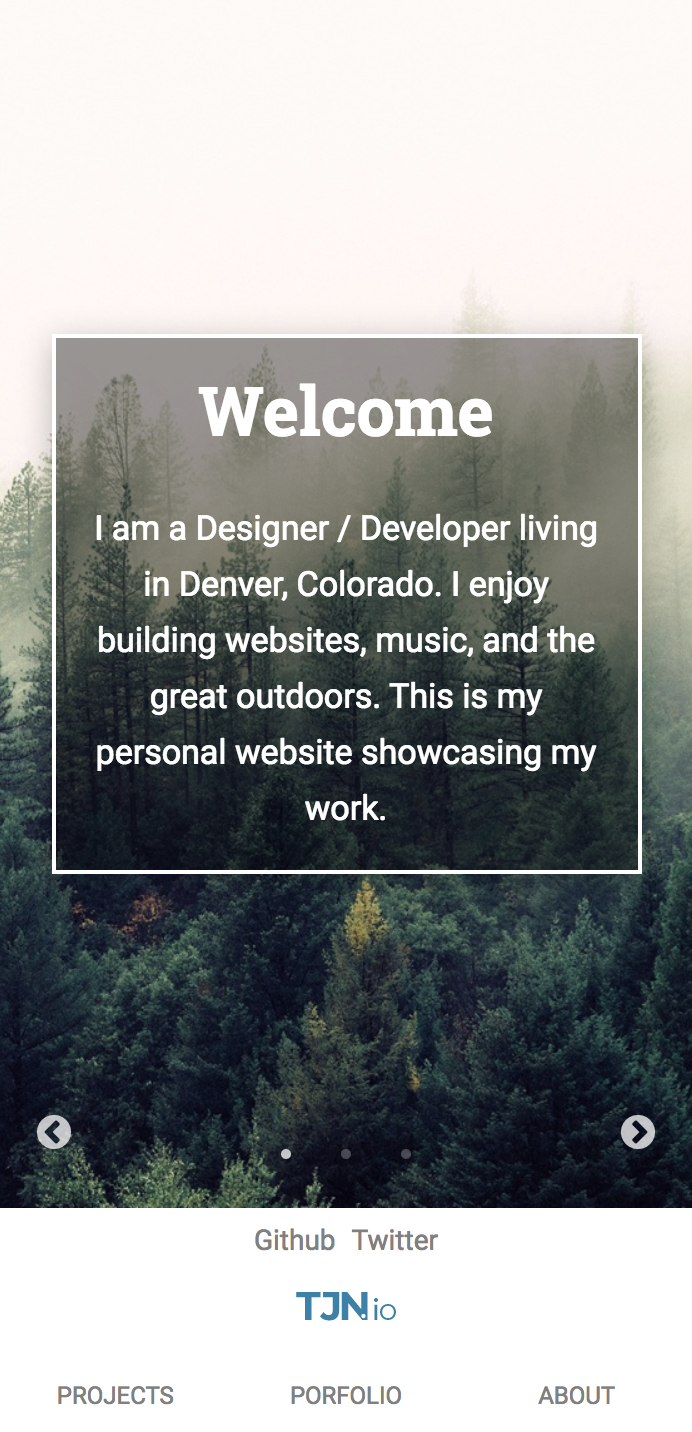 Welcome
I am a Designer / Developer living
in Denver, Colorado. I enjoy
building websites, music, and the
great outdoors. This is my
personal website showcasing my
work.
Github Twitter
TJN.io
PROJECTS PORFOLIO ABOUT